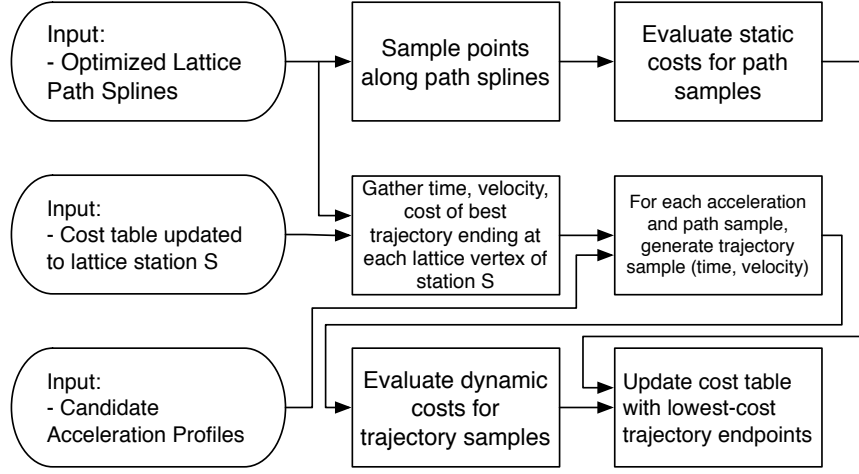 Input:
- Optimized Lattice
Path Splines
Sample points
along path splines
Evaluate static
costs for path
samples
Input:
- Cost table updated
to lattice station S
Gather time, velocity,
cost of best
trajectory ending at
each lattice vertex of
station S
For each acceleration
and path sample,
generate trajectory
sample (time, velocity)
Input:
- Candidate
Acceleration Profiles
Evaluate dynamic
costs for
trajectory samples
Update cost table
with lowest-cost
trajectory endpoints